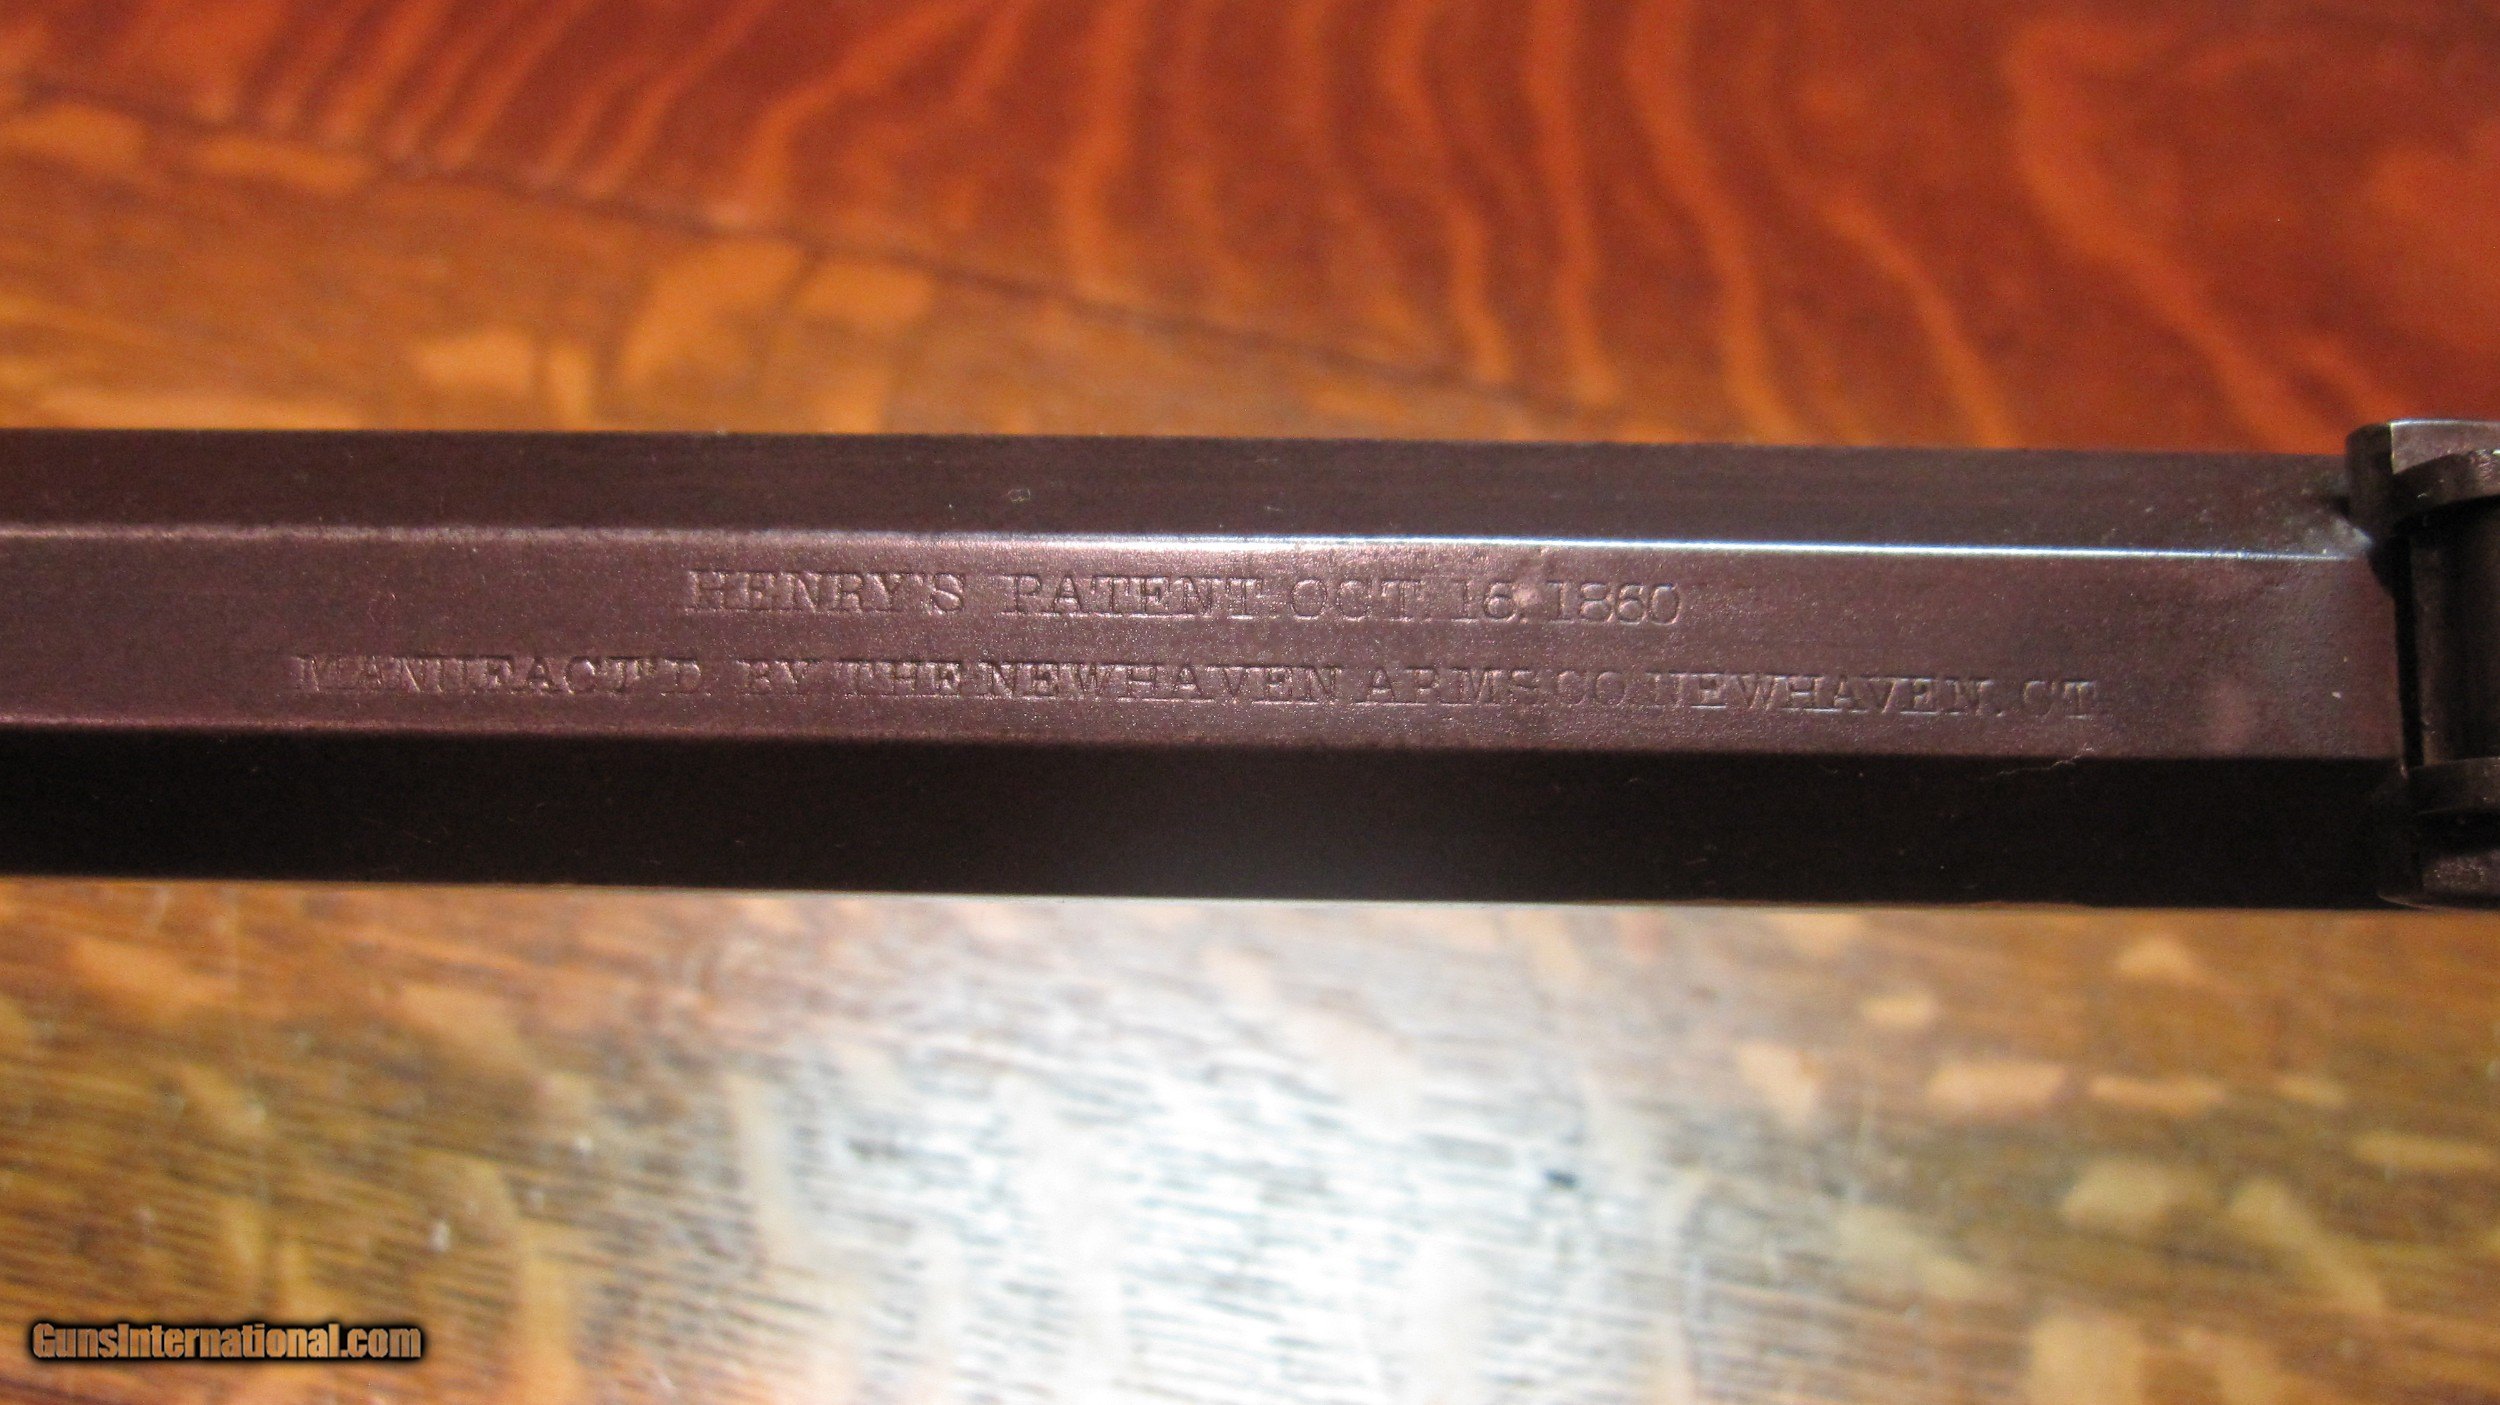 HENRY'S PATENT. OCT. 16. 1860
MANUFACT'D. BY THE NEWHAVEN ARMS CO. NEWHAVEN. CT.
GunsInternational.com